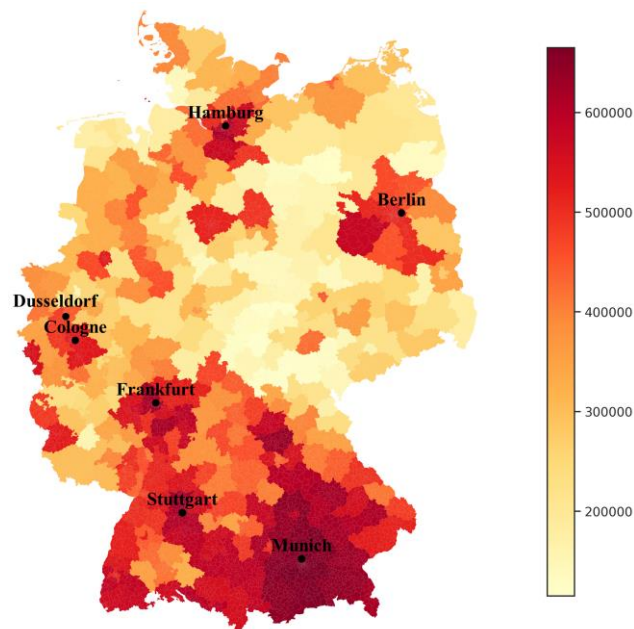 Hamburg
Berlin
Dusseldorf
Cologne
Frankfurt
Stuttgart
Munich
600000
500000
400000
300000
200000